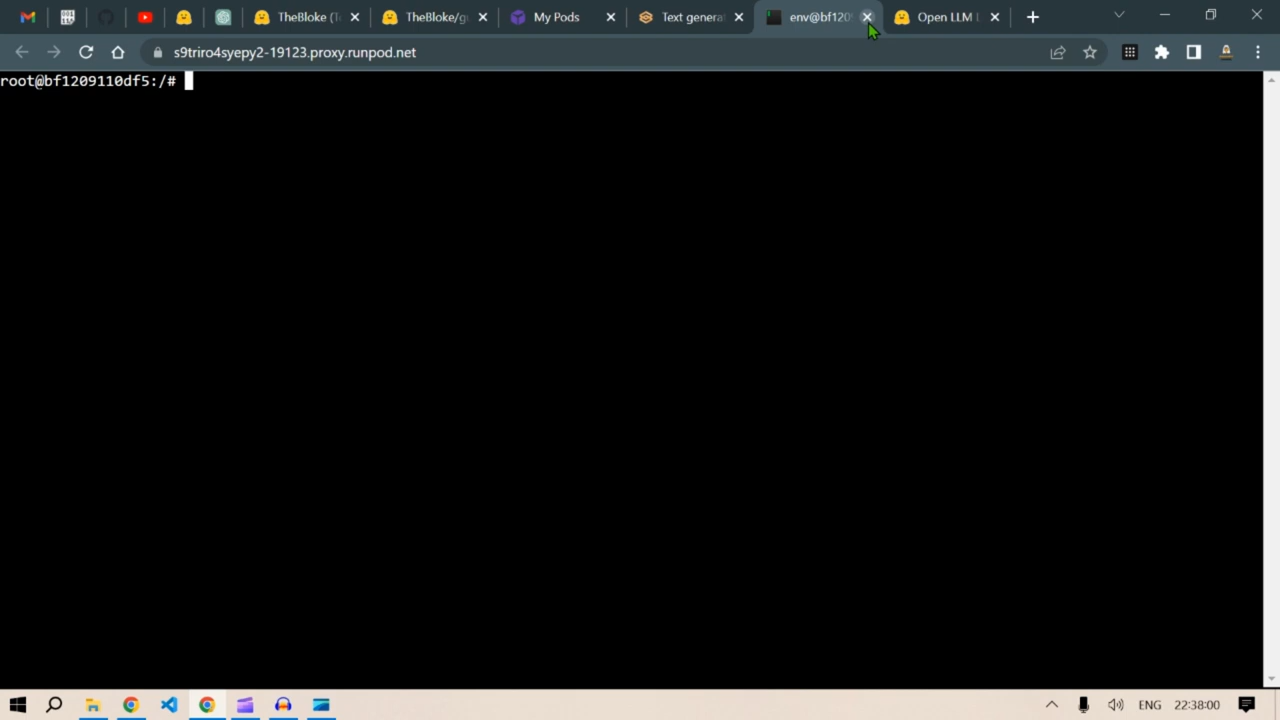 TheBloke (T
TheBloke/g
My Pods
Text genera
env@bf120
Open LLM
s9triro4syepy2-19123.proxy.runpod.net
root@bf1209110df5:/#
ENG
22:38:00